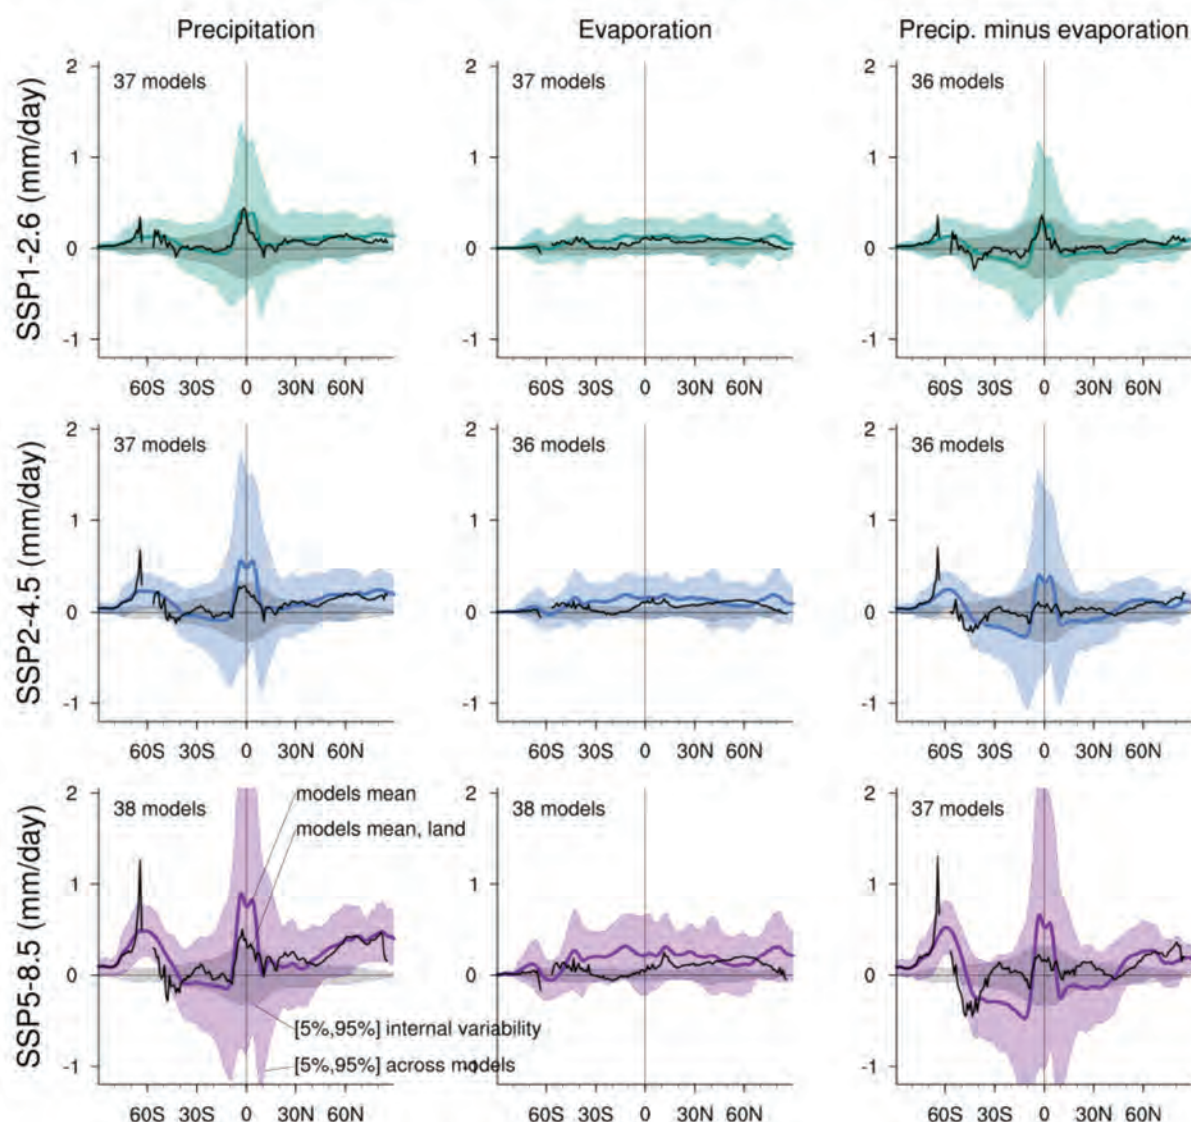 Precipitation
Evaporation
Precip. minus evaporation
SSP1-2.6 (mm/day)
2
1
0
-1
37 models
60S 30S 0 30N 60N
2
1
0
-1
37 models
60S 30S 0 30N 60N
2
1
0
-1
36 models
60S 30S 0 30N 60N
SSP2-4.5 (mm/day)
2
1
0
-1
37 models
60S 30S 0 30N 60N
2
1
0
-1
36 models
60S 30S 0 30N 60N
2
1
0
-1
36 models
60S 30S 0 30N 60N
SSP5-8.5 (mm/day)
2
1
0
-1
38 models
models mean
models mean, land
[5%,95%] internal variability
[5%,95%] across models
60S 30S 0 30N 60N
2
1
0
38 models
60S 30S 0 30N 60N
2
1
0
-1
37 models
60S 30S 0 30N 60N